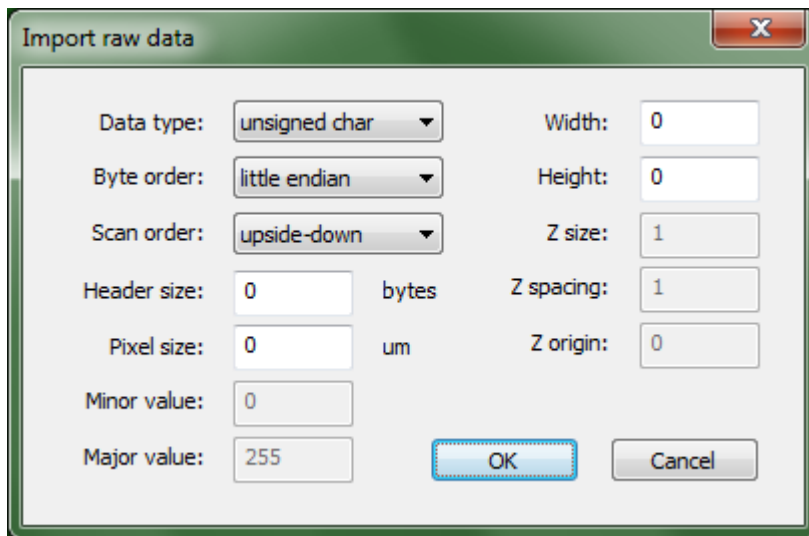 Import raw data
Data type: unsigned char Width: 0
Byte order: little endian Height: 0
Scan order: upside-down Z size: 1
Header size: 0 bytes Z spacing: 1
Pixel size: 0 um Z origin: 0
Minor value: 0
Major value: 255 OK Cancel